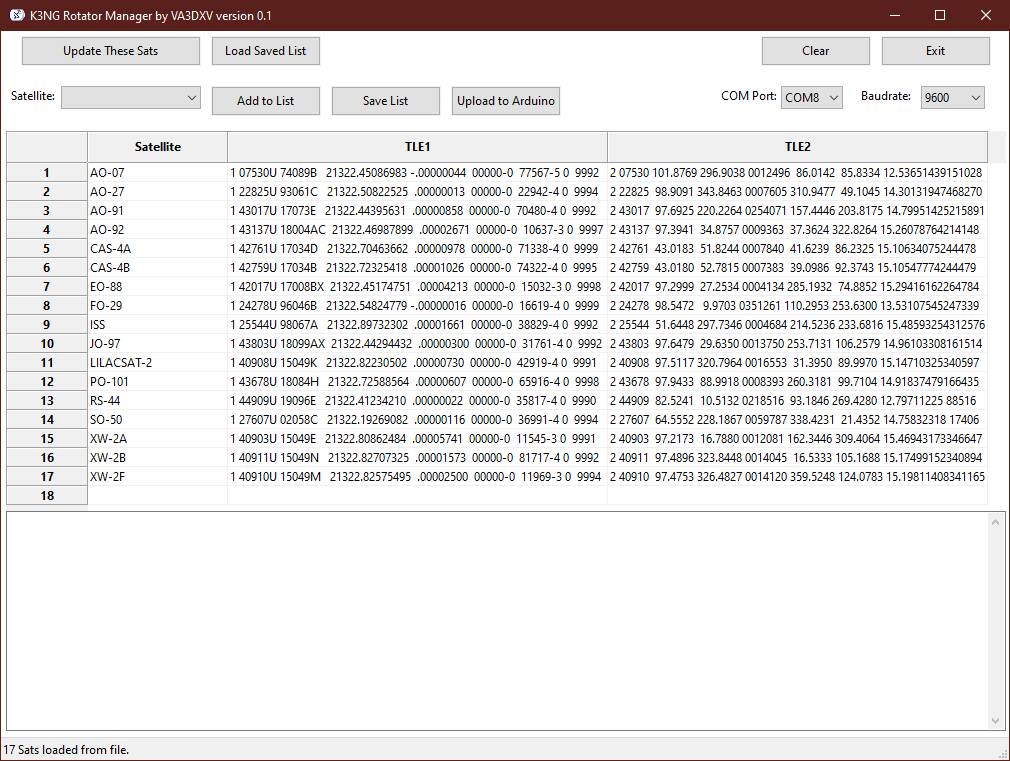 K3NG Rotator Manager by VA3DXV version 0.1
Update These Sats Load Saved List Clear Exit
Satellite: Add to List Save List Upload to Arduino COM Port: COM8 Baudrate: 9600
Satellite TLE1 TLE2
1 AO-07 1 07530U 74089B 21322.45086983 -.00000044 00000-0 77567-5 0 9992 2 07530 101.8769 296.9038 0012496 86.0142 85.8334 12.53651439151028
2 AO-27 1 22825U 93061C 21322.50822525 .00000013 00000-0 22942-4 0 9994 2 22825 98.9091 343.8463 0007605 310.9477 49.1045 14.30131947468270
3 AO-91 1 43017U 17073E 21322.44395631 .00000858 00000-0 70480-4 0 9992 2 43017 97.6925 220.2264 0254071 157.4446 203.8175 14.79951425215891
4 AO-92 1 43137U 18004AC 21322.46987899 .00002671 00000-0 10637-3 0 9997 2 43137 97.3941 34.8757 0009363 37.3624 322.8264 15.26078764214148
5 CAS-4A 1 42761U 17034D 21322.70463662 .00000978 00000-0 71338-4 0 9999 2 42761 43.0183 51.8244 0007840 41.6239 86.2325 15.10634075244478
6 CAS-4B 1 42759U 17034B 21322.72325418 .00001026 00000-0 74322-4 0 9995 2 42759 43.0180 52.7815 0007383 39.0986 92.3743 15.10547774244479
7 EO-88 1 42017U 17008BX 21322.45174751 .00004213 00000-0 15032-3 0 9998 2 42017 97.2999 27.2534 0004134 285.1932 74.8852 15.29416162264784
8 FO-29 1 24278U 96046B 21322.54824779 -.00000016 00000-0 16619-4 0 9999 2 24278 98.5472 9.9703 0351261 110.2953 253.6300 13.53107545247339
9 ISS 1 25544U 98067A 21322.89732302 .00001661 00000-0 38829-4 0 9992 2 25544 51.6448 297.7346 0004684 214.5236 233.6816 15.48593254312576
10 JO-97 1 43803U 18099AX 21322.44294432 .00000300 00000-0 31761-4 0 9992 2 43803 97.6479 29.6350 0013750 253.7131 106.2579 14.96103308161514
11 LILACSAT-2 1 40908U 15049K 21322.82230502 .00000730 00000-0 42919-4 0 9991 2 40908 97.5117 320.7964 0016553 31.3950 89.9970 15.14710325340597
12 PO-101 1 43678U 18084H 21322.72588564 .00000607 00000-0 65916-4 0 9998 2 43678 97.9433 88.9918 0008393 260.3181 99.7104 14.91837479166435
13 RS-44 1 44909U 19096E 21322.41234210 .00000022 00000-0 35817-4 0 9990 2 44909 82.5241 10.5132 0218516 93.1846 269.4280 12.79711225 88516
14 SO-50 1 27607U 02058C 21322.19269082 .00000116 00000-0 36991-4 0 9994 2 27607 64.5552 228.1867 0059787 338.4231 21.4352 14.75832318 17406
15 XW-2A 1 40903U 15049E 21322.80862484 .00005741 00000-0 11545-3 0 9991 2 40903 97.2173 16.7880 0012081 162.3446 309.4064 15.46943173346647
16 XW-2B 1 40911U 15049N 21322.82707325 .00001573 00000-0 81717-4 0 9992 2 40911 97.4896 323.8448 0014045 16.5333 105.1688 15.17499152340894
17 XW-2F 1 40910U 15049M 21322.82575495 .00002500 00000-0 11969-3 0 9994 2 40910 97.4753 326.4827 0014120 359.5248 124.0783 15.19811408341165
18
17 Sats loaded from file.